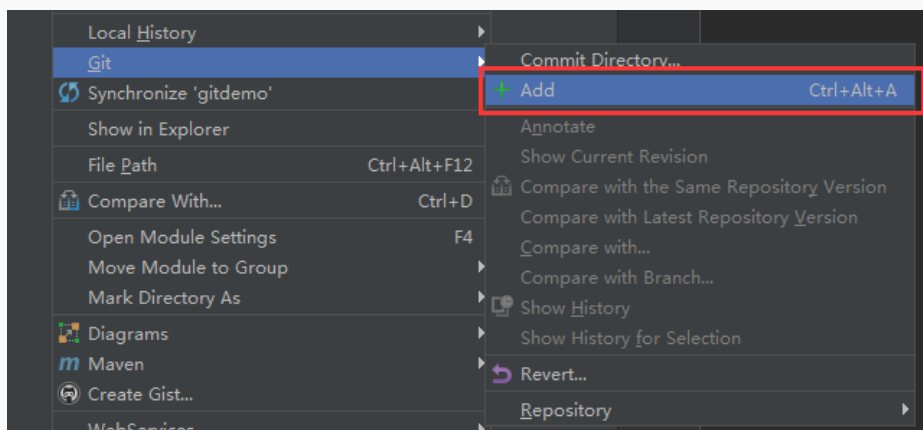 Local History
Git
Synchronize 'gitdemo'
Show in Explorer
File Path Ctrl+Alt+F12
Compare With... Ctrl+D
Open Module Settings F4
Move Module to Group
Mark Directory As
Diagrams
Maven
Create Gist...
WebServices
Commit Directory...
Add Ctrl+Alt+A
Annotate
Show Current Revision
Compare with the Same Repository Version
Compare with Latest Repository Version
Compare with...
Compare with Branch...
Show History
Show History for Selection
Revert...
Repository